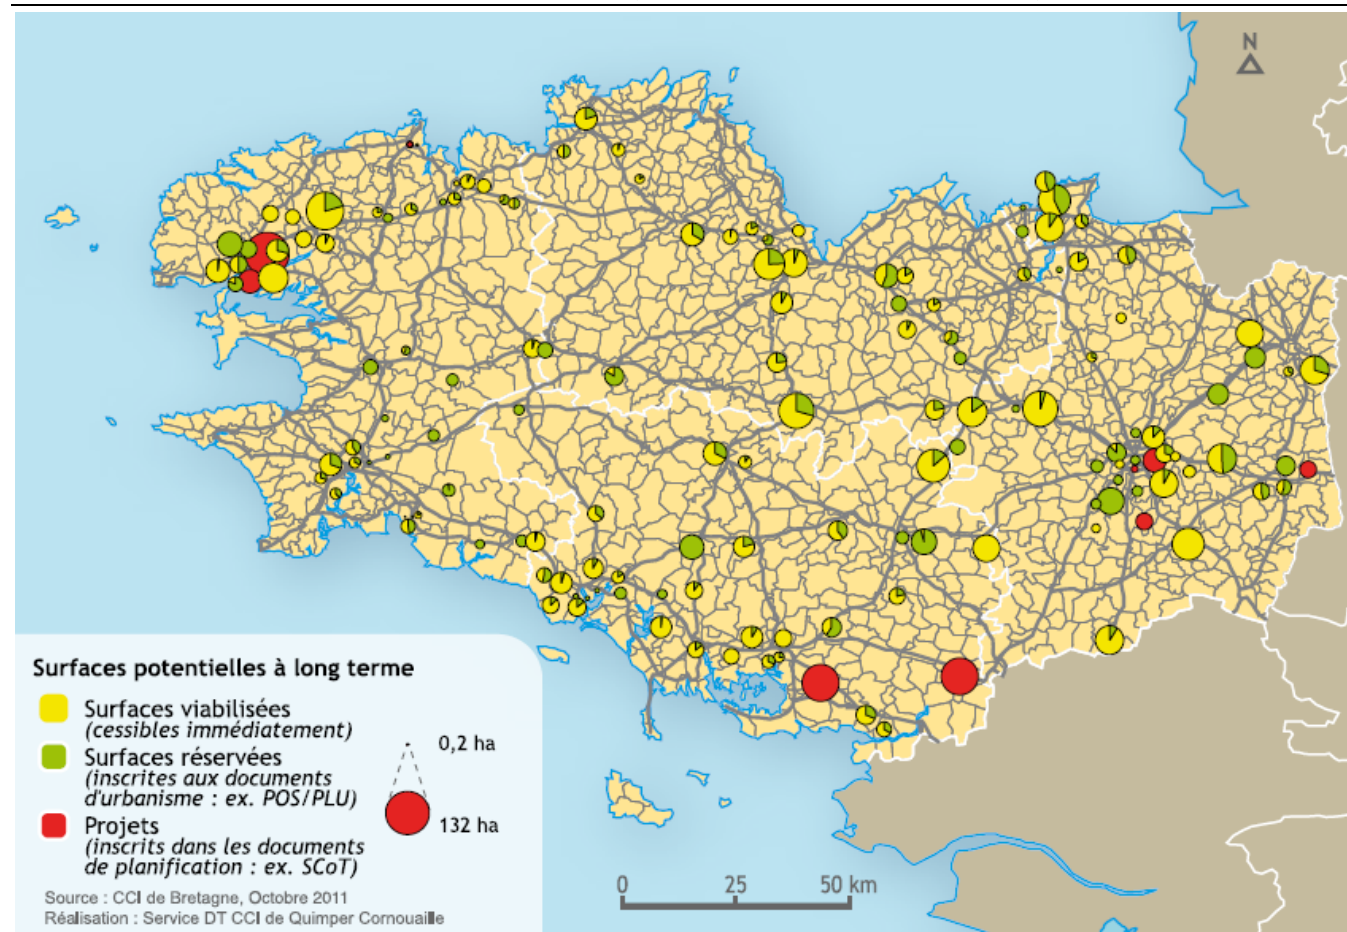 N
Surfaces potentielles à long terme
Surfaces viabilisées
(cessibles immédiatement)
Surfaces réservées
(inscrites aux documents
d'urbanisme : ex. POS/PLU)
Projets
(inscrits dans les documents
de planification : ex. SCoT)
0,2 ha
132 ha
Source : CCI de Bretagne, Octobre 2011
Réalisation : Service DT CCI de Quimper Cornouaille
0 25 50 km